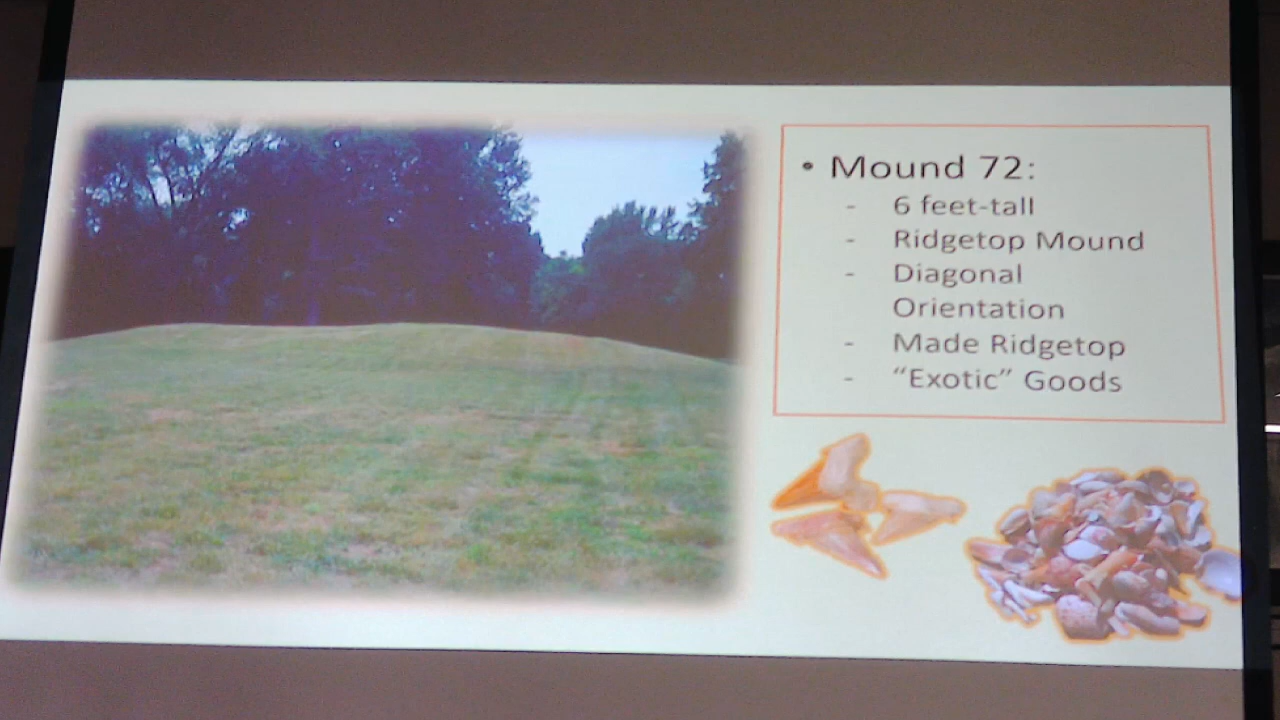 • Mound 72:
- 6 feet-tall
- Ridgetop Mound
- Diagonal
Orientation
- Made Ridgetop
- “Exotic” Goods